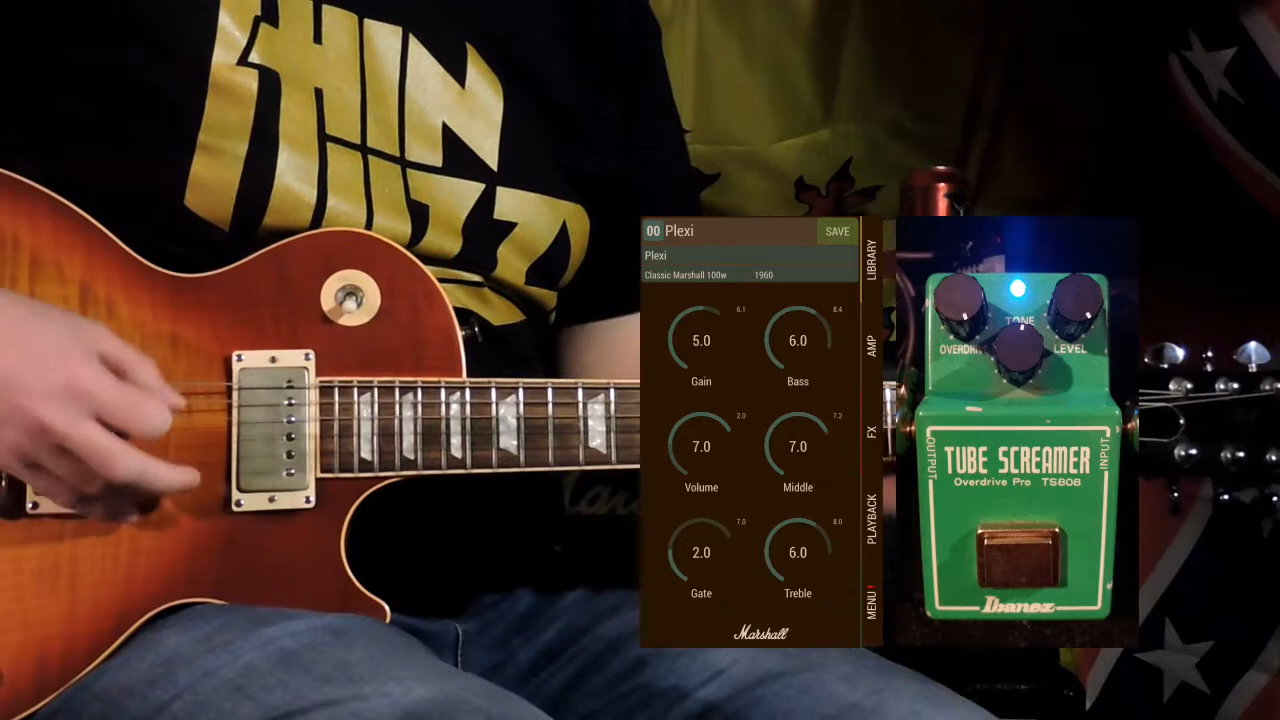 THIN
LIZZY
00 Plexi
SAVE
Plexi
Classic Marshall 100w 1960
6.1
5.0
Gain
8.4
6.0
Bass
2.0
7.0
Volume
7.2
7.0
Middle
7.0
2.0
Gate
8.0
6.0
Treble
Marshall
LIBRARY
AMP
FX
PLAYBACK
MENU !
TONE
OVERDRIVE
LEVEL
OUTPUT
INPUT
TUBE SCREAMER
Overdrive Pro TS808
Ibanez